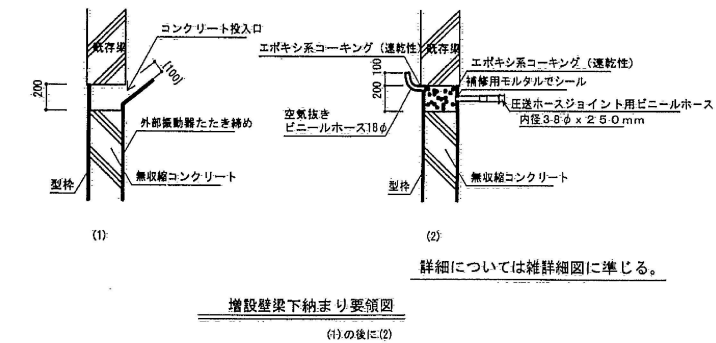 コンクリート投入口
既存梁
(100)
200
外部振動器たたき締め
型枠
無収縮コンクリート
(1)
エポキシ系コーキング(速乾性)
既存梁
エポキシ系コーキング(速乾性)
補修用モルタルでシール
100
200
圧送ホースジョイント用ビニールホース
内径38φx250mm
空気抜き
ビニールホース18φ
型枠
無収縮コンクリート
(2)
詳細については雑詳細図に準じる。
増設壁梁下納まり要領図
(1)の後に(2)